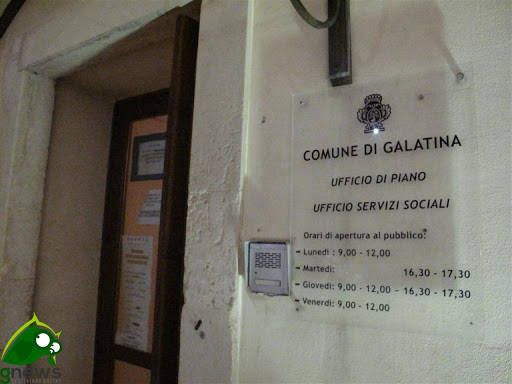 COMUNE DI GALATINA
UFFICIO DI PIANO
UFFICIO SERVIZI SOCIALI
Orari di apertura al pubblico:
– Lunedì : 9,00 - 12,00
– Martedì: 16,30 - 17,30
– Giovedì: 9,00 - 12,00 – 16,30 - 17,30
– Venerdì: 9,00 - 12,00
gnews